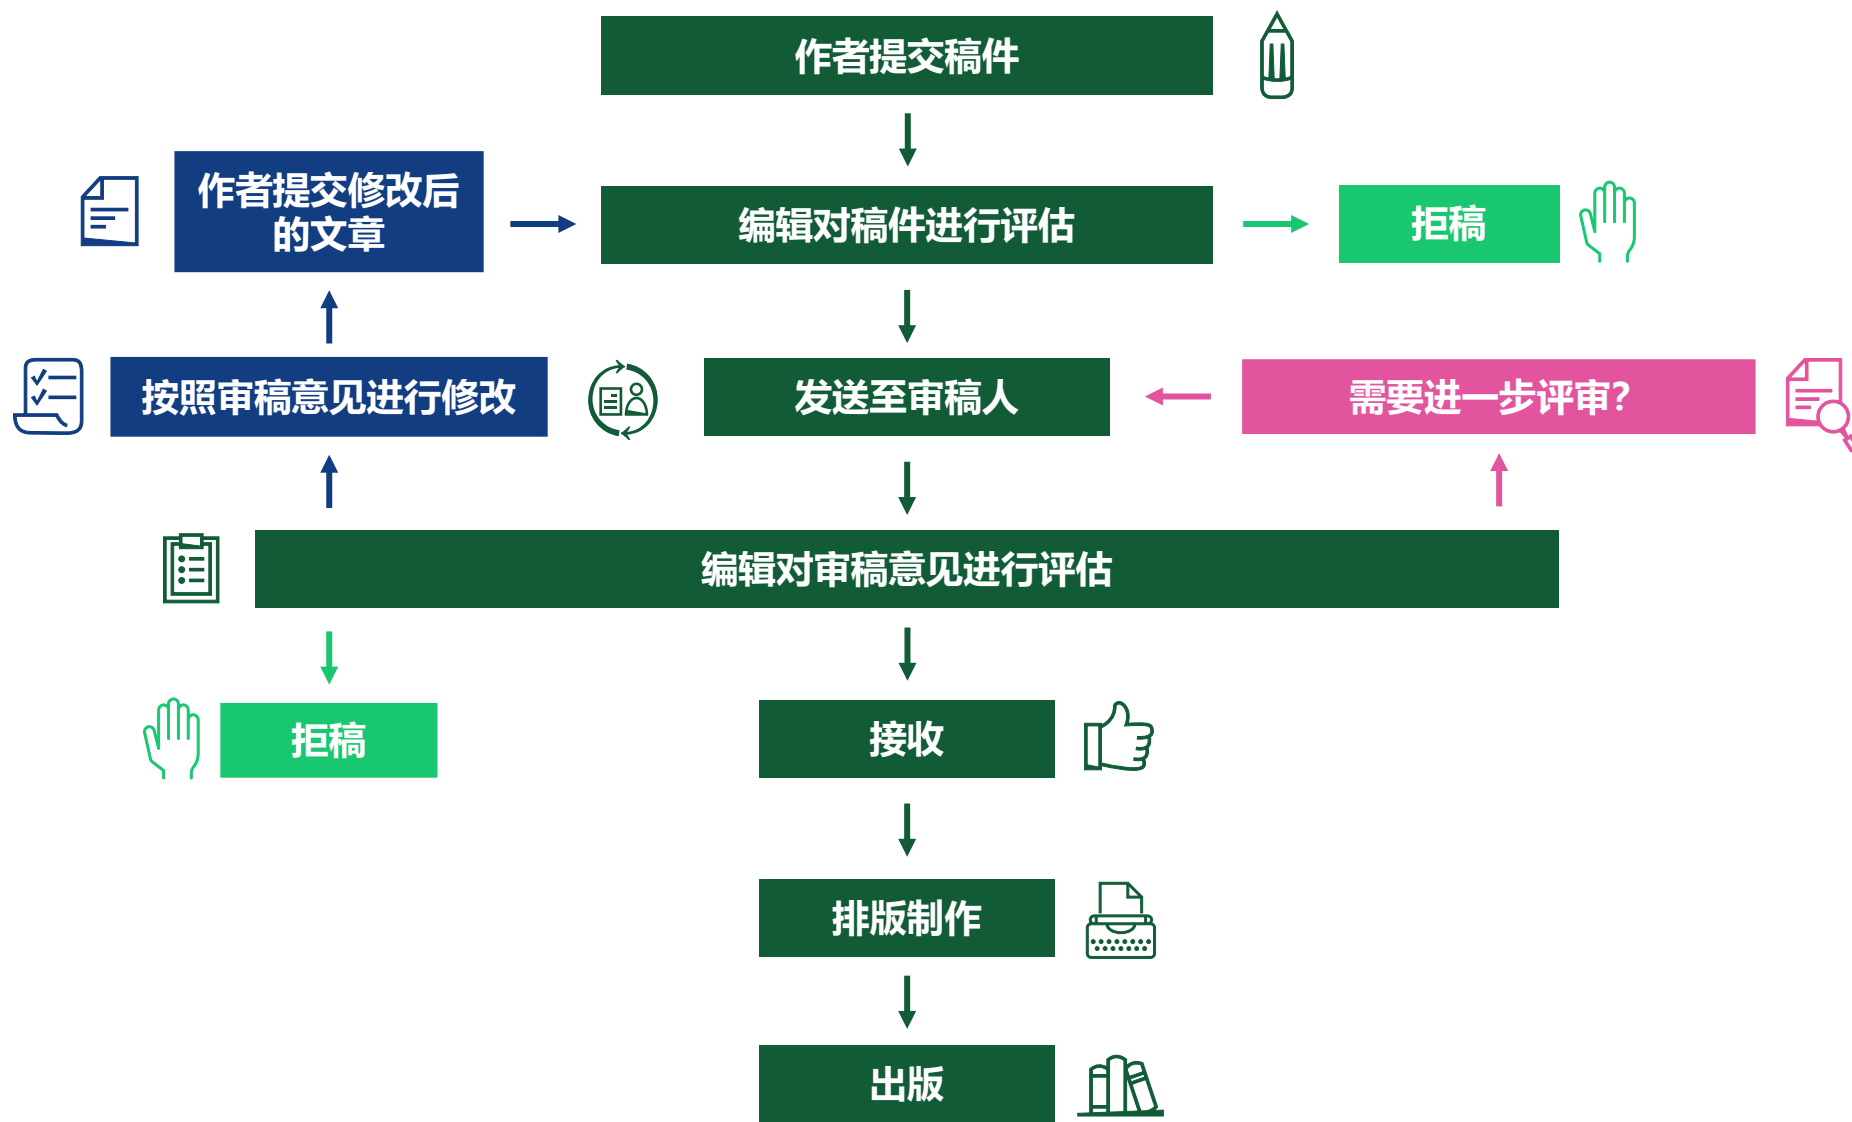 作者提交稿件
作者提交修改后
的文章
编辑对稿件进行评估
拒稿
按照审稿意见进行修改
发送至审稿人
需要进一步评审？
编辑对审稿意见进行评估
拒稿
接收
排版制作
出版